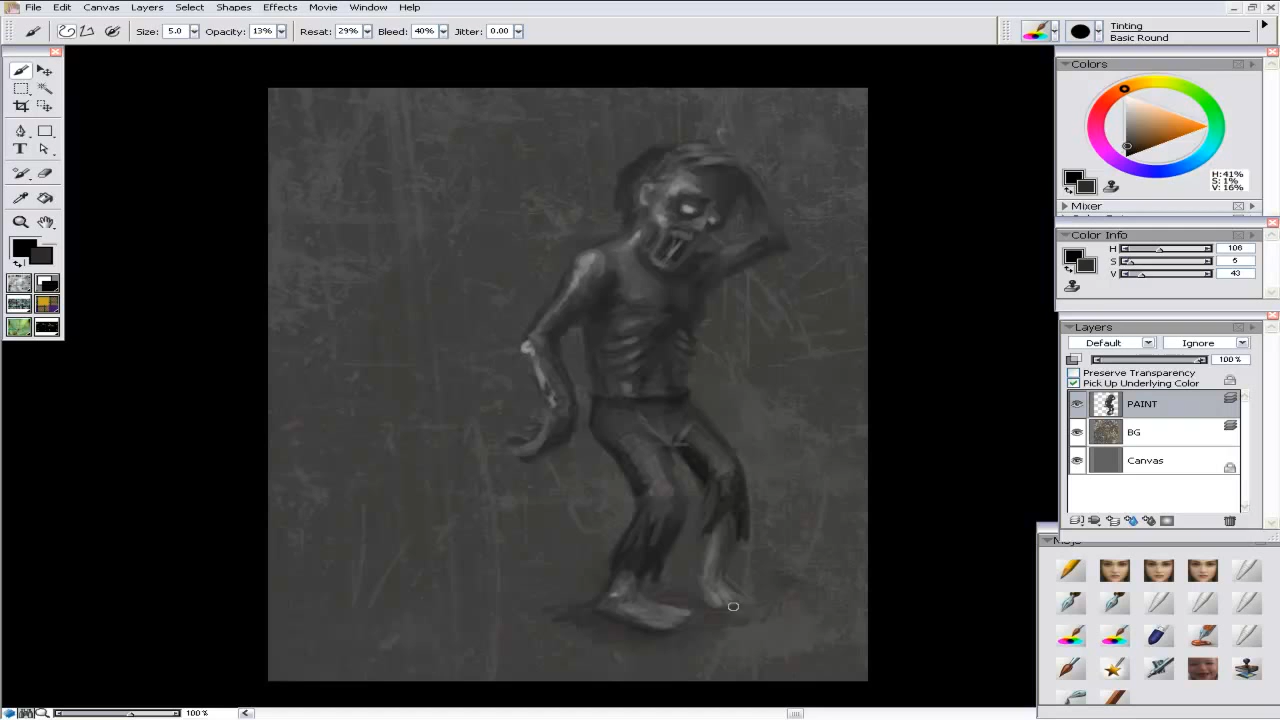 File Edit Canvas Layers Select Shapes Effects Movie Window Help
Size: 5.0 Opacity: 13% Resat: 29% Bleed: 40% Jitter: 0.00
Tinting
Basic Round
Colors
H:41%
S: 1%
V: 16%
Mixer
Color Info
H 106
S 6
V 43
Layers
Default Ignore
100%
Preserve Transparency
Pick Up Underlying Color
PAINT
BG
Canvas
100%